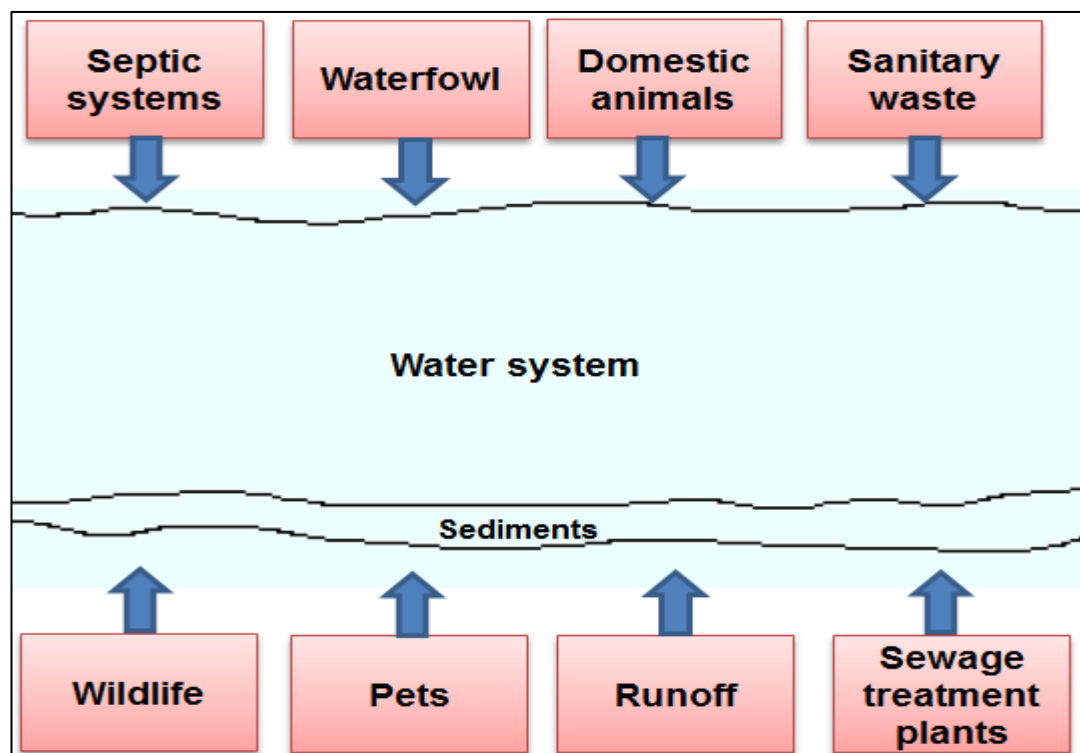 Septic
systems
Waterfowl
Domestic
animals
Sanitary
waste
Water system
Sediments
Wildlife
Pets
Runoff
Sewage
treatment
plants